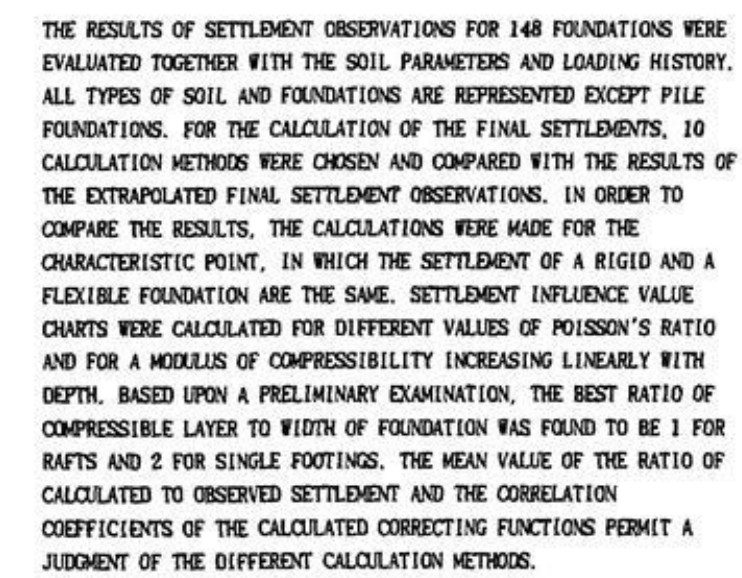 THE RESULTS OF SETTLEMENT OBSERVATIONS FOR 148 FOUNDATIONS WERE
EVALUATED TOGETHER WITH THE SOIL PARAMETERS AND LOADING HISTORY.
ALL TYPES OF SOIL AND FOUNDATIONS ARE REPRESENTED EXCEPT PILE
FOUNDATIONS. FOR THE CALCULATION OF THE FINAL SETTLEMENTS, 10
CALCULATION METHODS WERE CHOSEN AND COMPARED WITH THE RESULTS OF
THE EXTRAPOLATED FINAL SETTLEMENT OBSERVATIONS. IN ORDER TO
COMPARE THE RESULTS, THE CALCULATIONS WERE MADE FOR THE
CHARACTERISTIC POINT, IN WHICH THE SETTLEMENT OF A RIGID AND A
FLEXIBLE FOUNDATION ARE THE SAME. SETTLEMENT INFLUENCE VALUE
CHARTS WERE CALCULATED FOR DIFFERENT VALUES OF POISSON'S RATIO
AND FOR A MODULUS OF COMPRESSIBILITY INCREASING LINEARLY WITH
DEPTH. BASED UPON A PRELIMINARY EXAMINATION, THE BEST RATIO OF
COMPRESSIBLE LAYER TO WIDTH OF FOUNDATION WAS FOUND TO BE 1 FOR
RAFTS AND 2 FOR SINGLE FOOTINGS. THE MEAN VALUE OF THE RATIO OF
CALCULATED TO OBSERVED SETTLEMENT AND THE CORRELATION
COEFFICIENTS OF THE CALCULATED CORRECTING FUNCTIONS PERMIT A
JUDGMENT OF THE DIFFERENT CALCULATION METHODS.